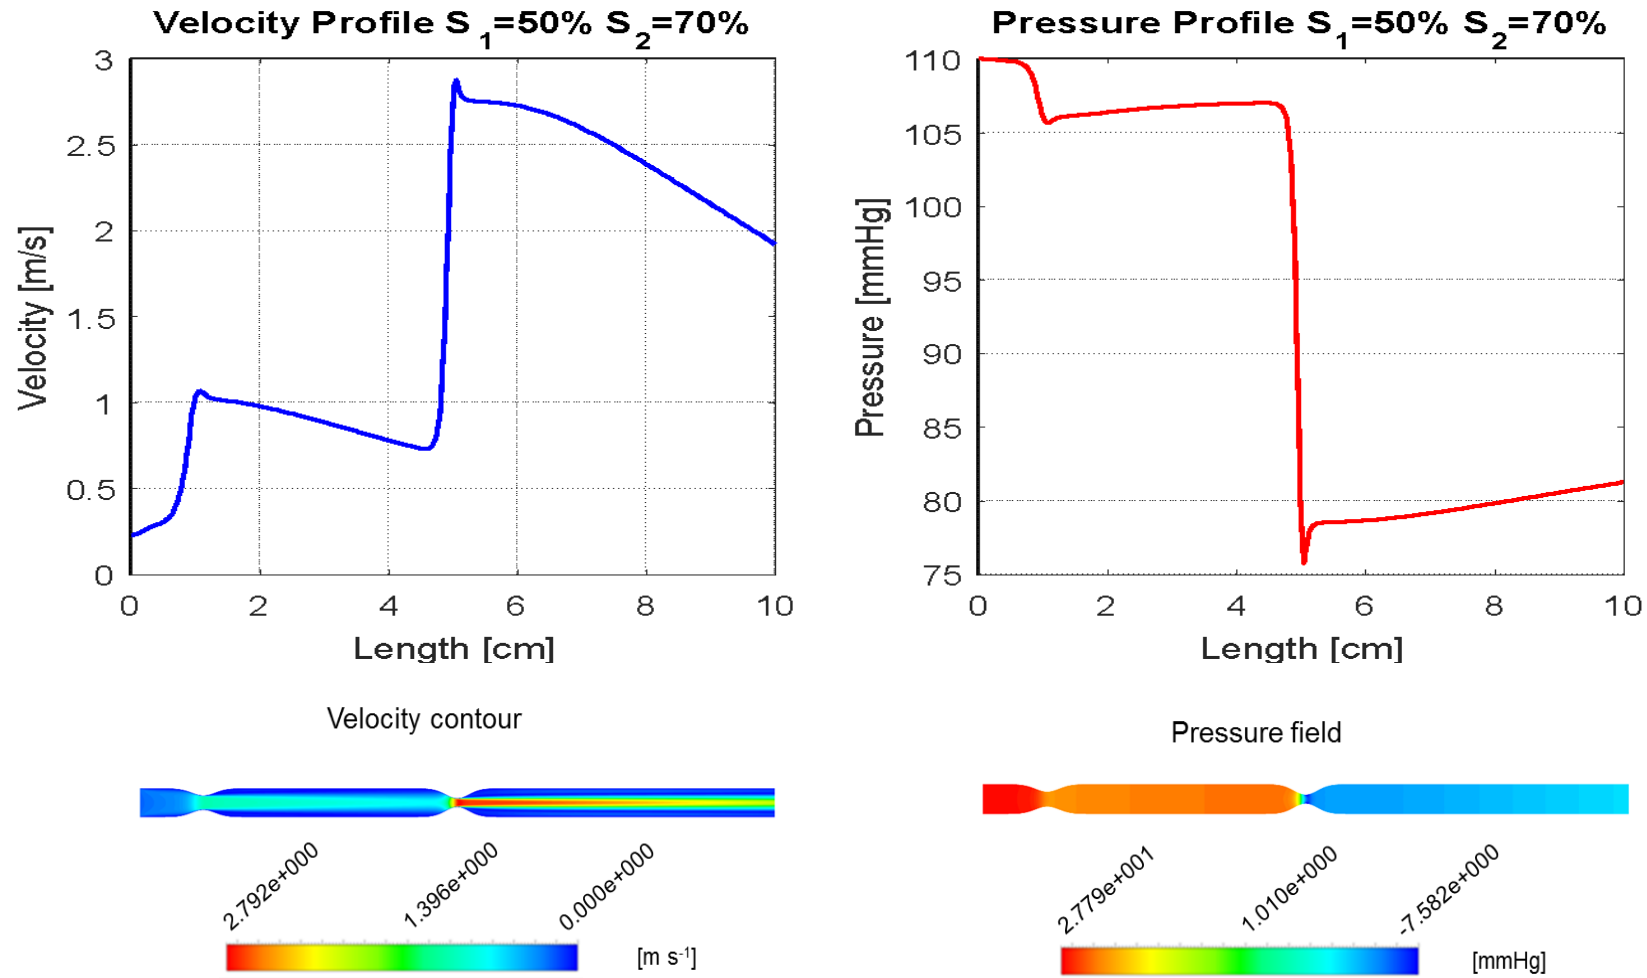 Velocity Profile S1=50% S2=70%
3
2.5
2
1.5
1
0.5
0
Velocity [m/s]
0 2 4 6 8 10
Length [cm]
Pressure Profile S1=50% S2=70%
110
105
100
95
90
85
80
75
Pressure [mmHg]
0 2 4 6 8 10
Length [cm]
Velocity contour
2.792e+000 1.396e+000 0.000e+000
[m s-1]
Pressure field
2.779e+001 1.010e+000 -7.582e+000
[mmHg]